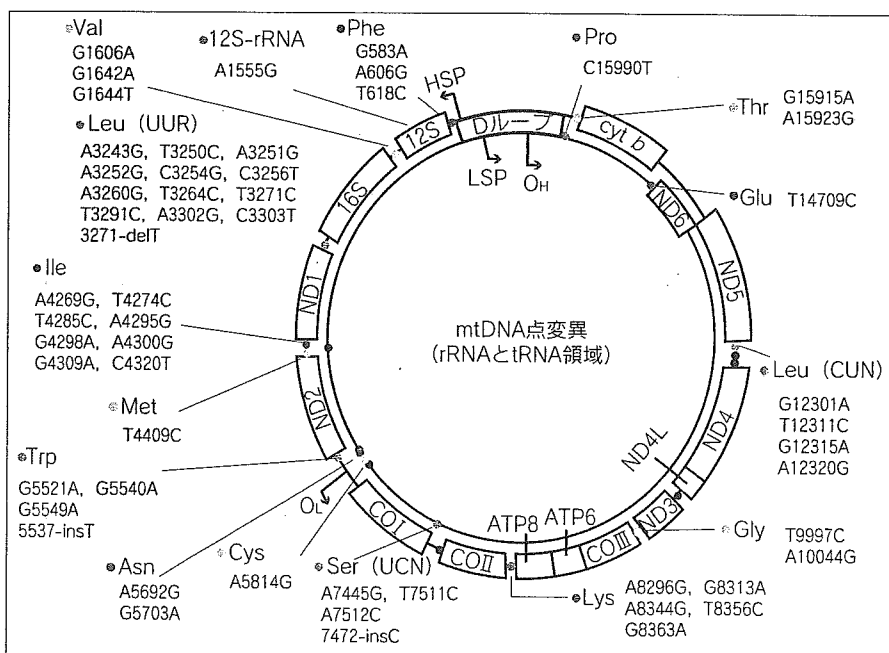 Val
G1606A
G1642A
G1644T
12S-rRNA
A1555G
Phe
G583A
A606G
T618C
HSP
Pro
C15990T
Thr
G15915A
A15923G
Leu (UUR)
A3243G, T3250C, A3251G
A3252G, C3254G, C3256T
A3260G, T3264C, T3271C
T3291C, A3302G, C3303T
3271-delT
16S
12S
Dループ
LSP
OH
cyt b
ND6
Glu T14709C
Ile
A4269G, T4274C
T4285C, A4295G
G4298A, A4300G
G4309A, C4320T
ND1
ND5
mtDNA点変異
(rRNAとtRNA領域)
Leu (CUN)
G12301A
T12311C
G12315A
A12320G
Met
T4409C
ND2
ND4
ND4L
Trp
G5521A, G5540A
G5549A
5537-insT
OL
COⅠ
COⅡ
ATP8
ATP6
COⅢ
ND3
Gly
T9997C
A10044G
Asn
A5692G
G5703A
Cys
A5814G
Ser (UCN)
A7445G, T7511C
A7512C
7472-insC
Lys
A8296G, G8313A
A8344G, T8356C
G8363A